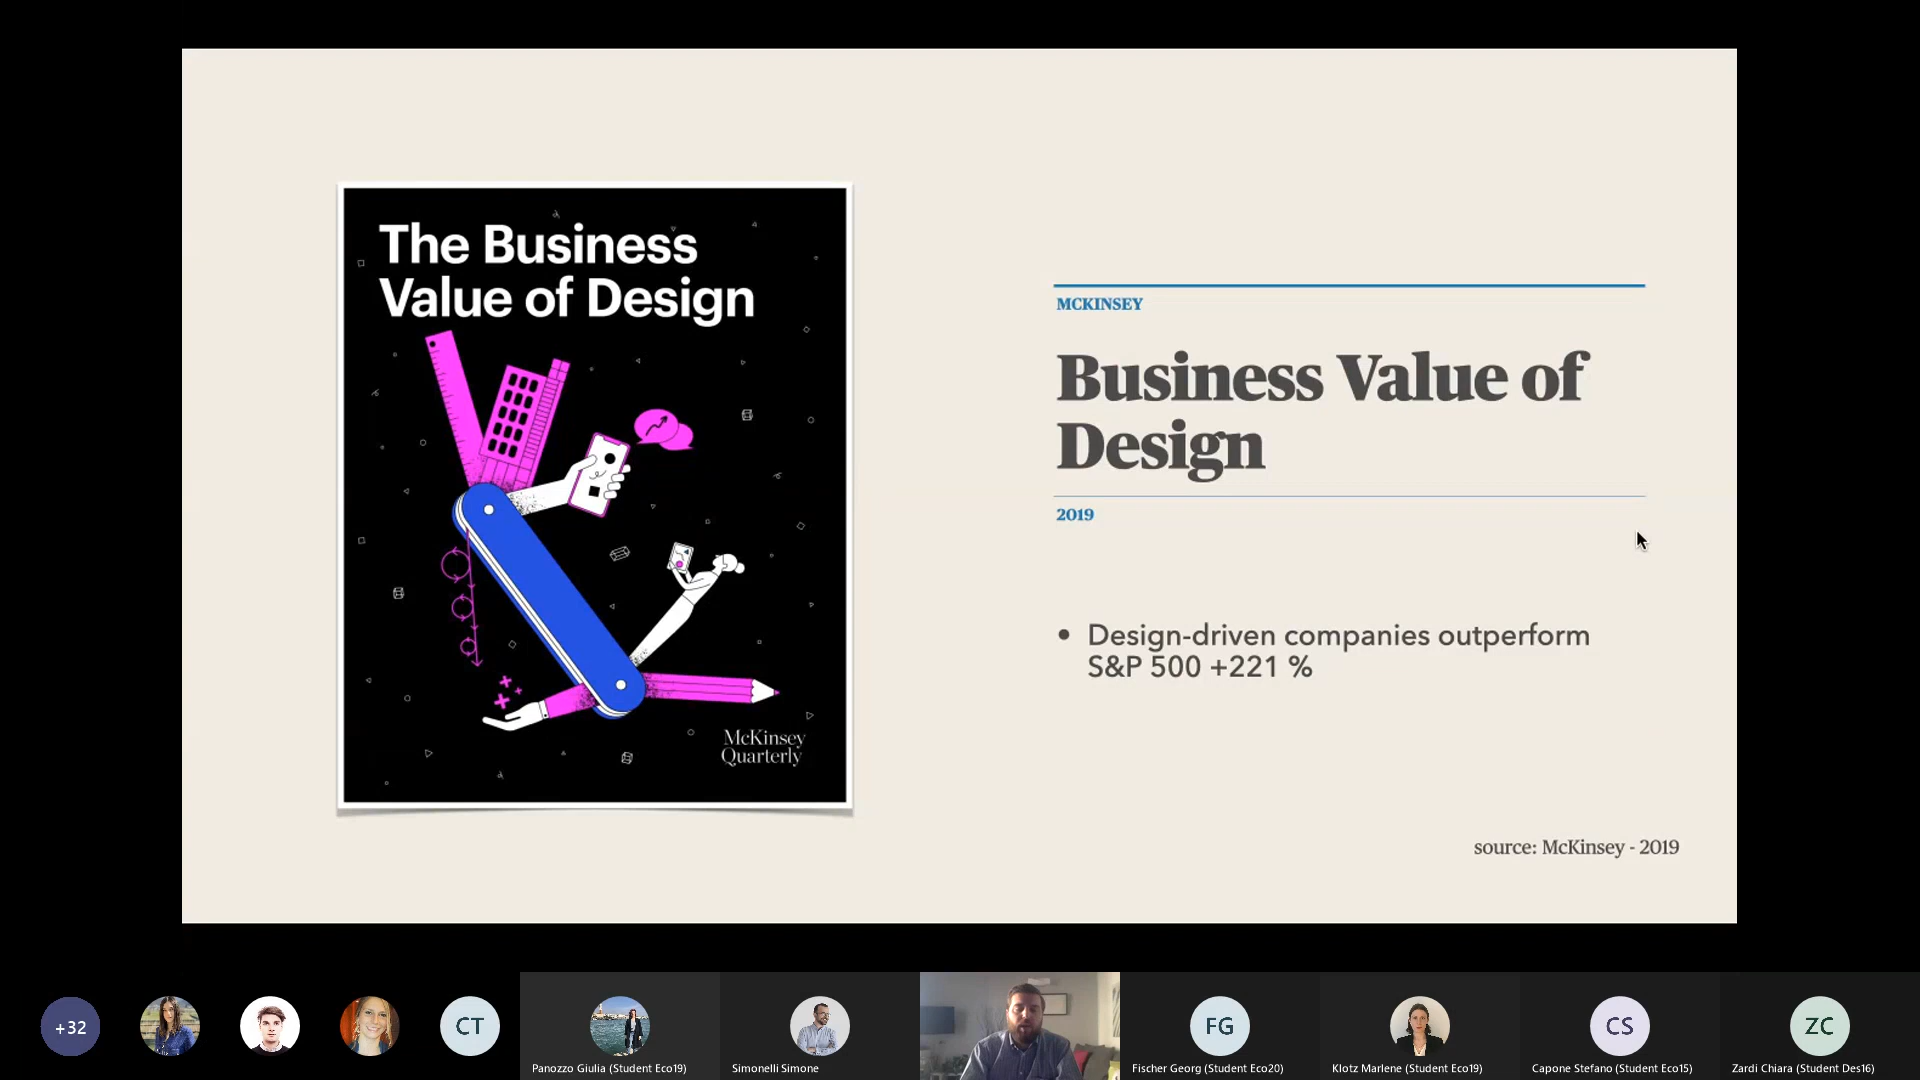 The Business
Value of Design
McKinsey
Quarterly
MCKINSEY
Business Value of
Design
2019
• Design-driven companies outperform
S&P 500 +221 %
source: McKinsey - 2019
+32
CT
Panozzo Giulia (Student Eco19)
Simonelli Simone
FG
Fischer Georg (Student Eco20)
Klotz Marlene (Student Eco19)
CS
Capone Stefano (Student Eco15)
ZC
Zardi Chiara (Student Des16)